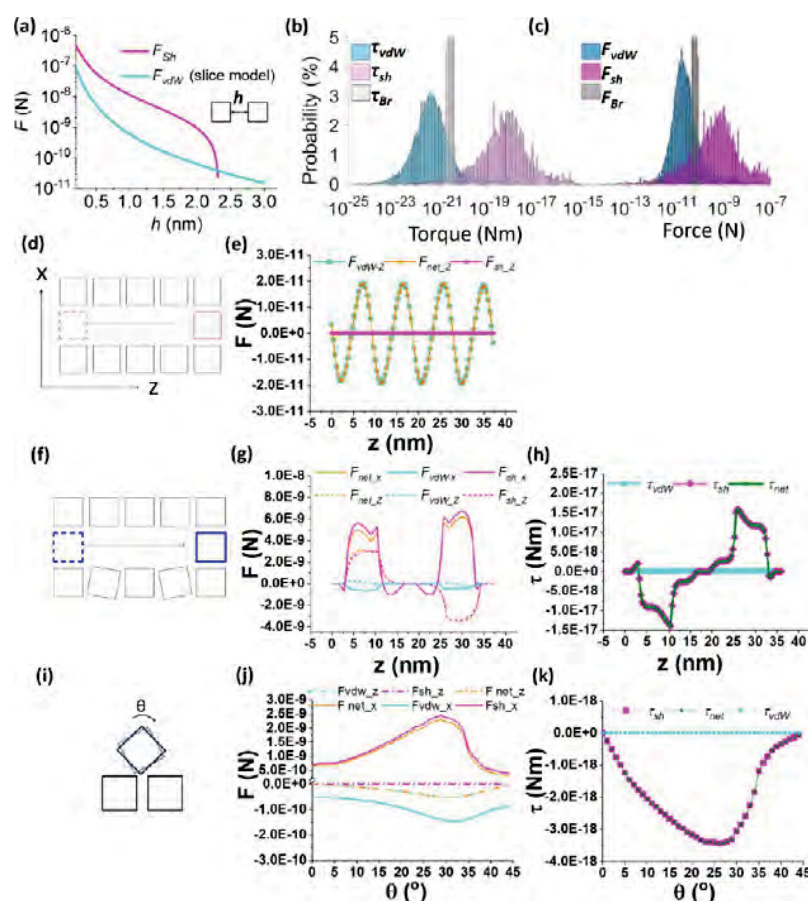 (a)
F_Sh
F_vdW (slice model)
h
F (N)
10^-8
10^-7
10^-8
10^-9
10^-10
10^-11
0.5 1.0 1.5 2.0 2.5 3.0
h (nm)
(b)
τ_vdW
τ_sh
τ_Br
Probability (%)
5
4
3
2
1
0
10^-25 10^-23 10^-21 10^-19 10^-17 10^-15
Torque (Nm)
(c)
F_vdW
F_sh
F_Br
10^-13 10^-11 10^-9 10^-7
Force (N)
(d)
X
Z
(e)
F_vdW-Z F_net_Z F_sh_Z
F (N)
3.0E-11
2.0E-11
1.0E-11
0.0E+0
-1.0E-11
-2.0E-11
-3.0E-11
-5 0 5 10 15 20 25 30 35 40
z (nm)
(f)
(g)
F_net_x F_vdW-x F_sh_x
F_net_z F_vdW_z F_sh_z
F (N)
1.0E-8
8.0E-9
6.0E-9
4.0E-9
2.0E-9
0.0E+0
-2.0E-9
-4.0E-9
-5 0 5 10 15 20 25 30 35 40
z (nm)
(h)
τ_vdW τ_sh τ_net
τ (Nm)
2.5E-17
2.0E-17
1.5E-17
1.0E-17
5.0E-18
0.0E+0
-5.0E-18
-1.0E-17
-1.5E-17
-5 0 5 10 15 20 25 30 35 40
z (nm)
(i)
θ
(j)
Fvdw_z Fsh_z F net_z
F net_x Fvdw_x Fsh_x
F (N)
3.0E-9
2.5E-9
2.0E-9
1.5E-9
1.0E-9
5.0E-10
0.0E+0
-1.0E-10
-2.0E-10
-3.0E-10
0 5 10 15 20 25 30 35 40 45
θ (°)
(k)
τ_sh τ_net τ_vdW
τ (Nm)
1.0E-18
0.0E+0
-1.0E-18
-2.0E-18
-3.0E-18
-4.0E-18
0 5 10 15 20 25 30 35 40 45
θ (°)